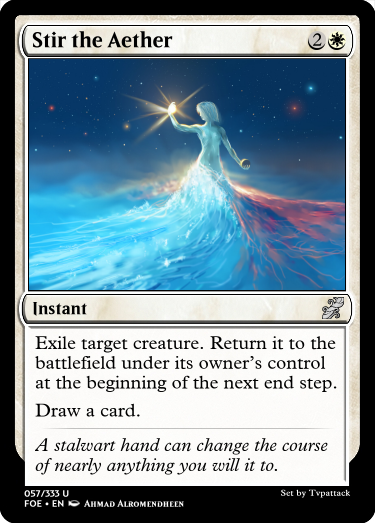 Stir the Aether 2
Instant
Exile target creature. Return it to the
battlefield under its owner's control
at the beginning of the next end step.
Draw a card.
A stalwart hand can change the course
of nearly anything you will it to.
057/333 U
Set by Tvpattack
FOE • EN Ahmad Alromendheen